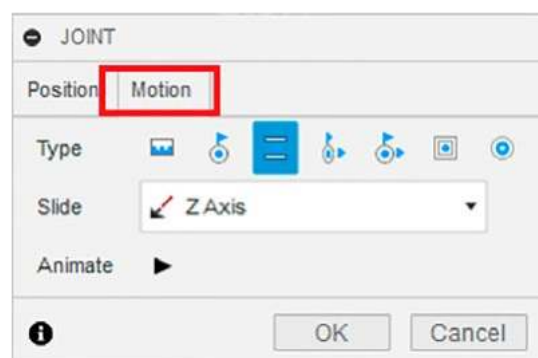 JOINT
Position Motion
Type
Slide Z Axis
Animate
OK Cancel